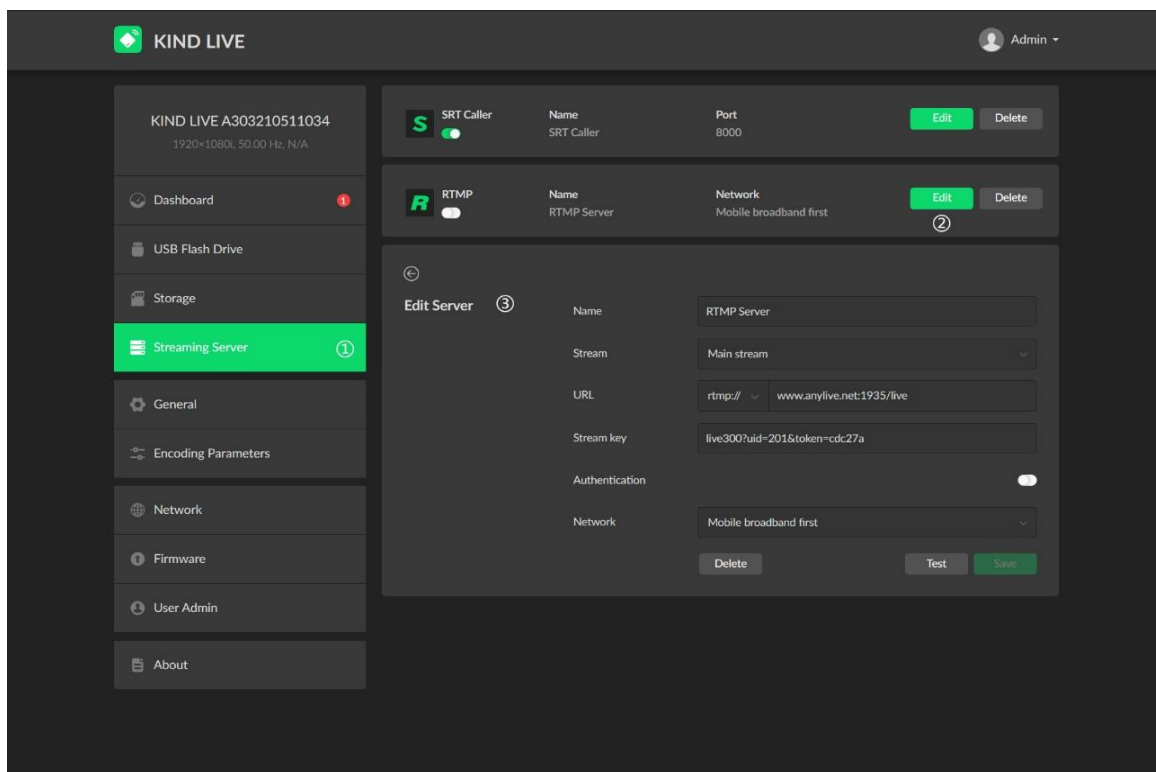 KIND LIVE
Admin
KIND LIVE A303210511034
1920×1080i, 50.00 Hz, N/A
Dashboard 1
USB Flash Drive
Storage
Streaming Server ①
General
Encoding Parameters
Network
Firmware
User Admin
About
S SRT Caller Name Port Edit Delete
SRT Caller 8000
R RTMP Name Network Edit Delete
RTMP Server Mobile broadband first
②
Edit Server ③
Name RTMP Server
Stream Main stream
URL rtmp:// www.anylive.net:1935/live
Stream key live300?uid=201&token=cdc27a
Authentication
Network Mobile broadband first
Delete Test Save